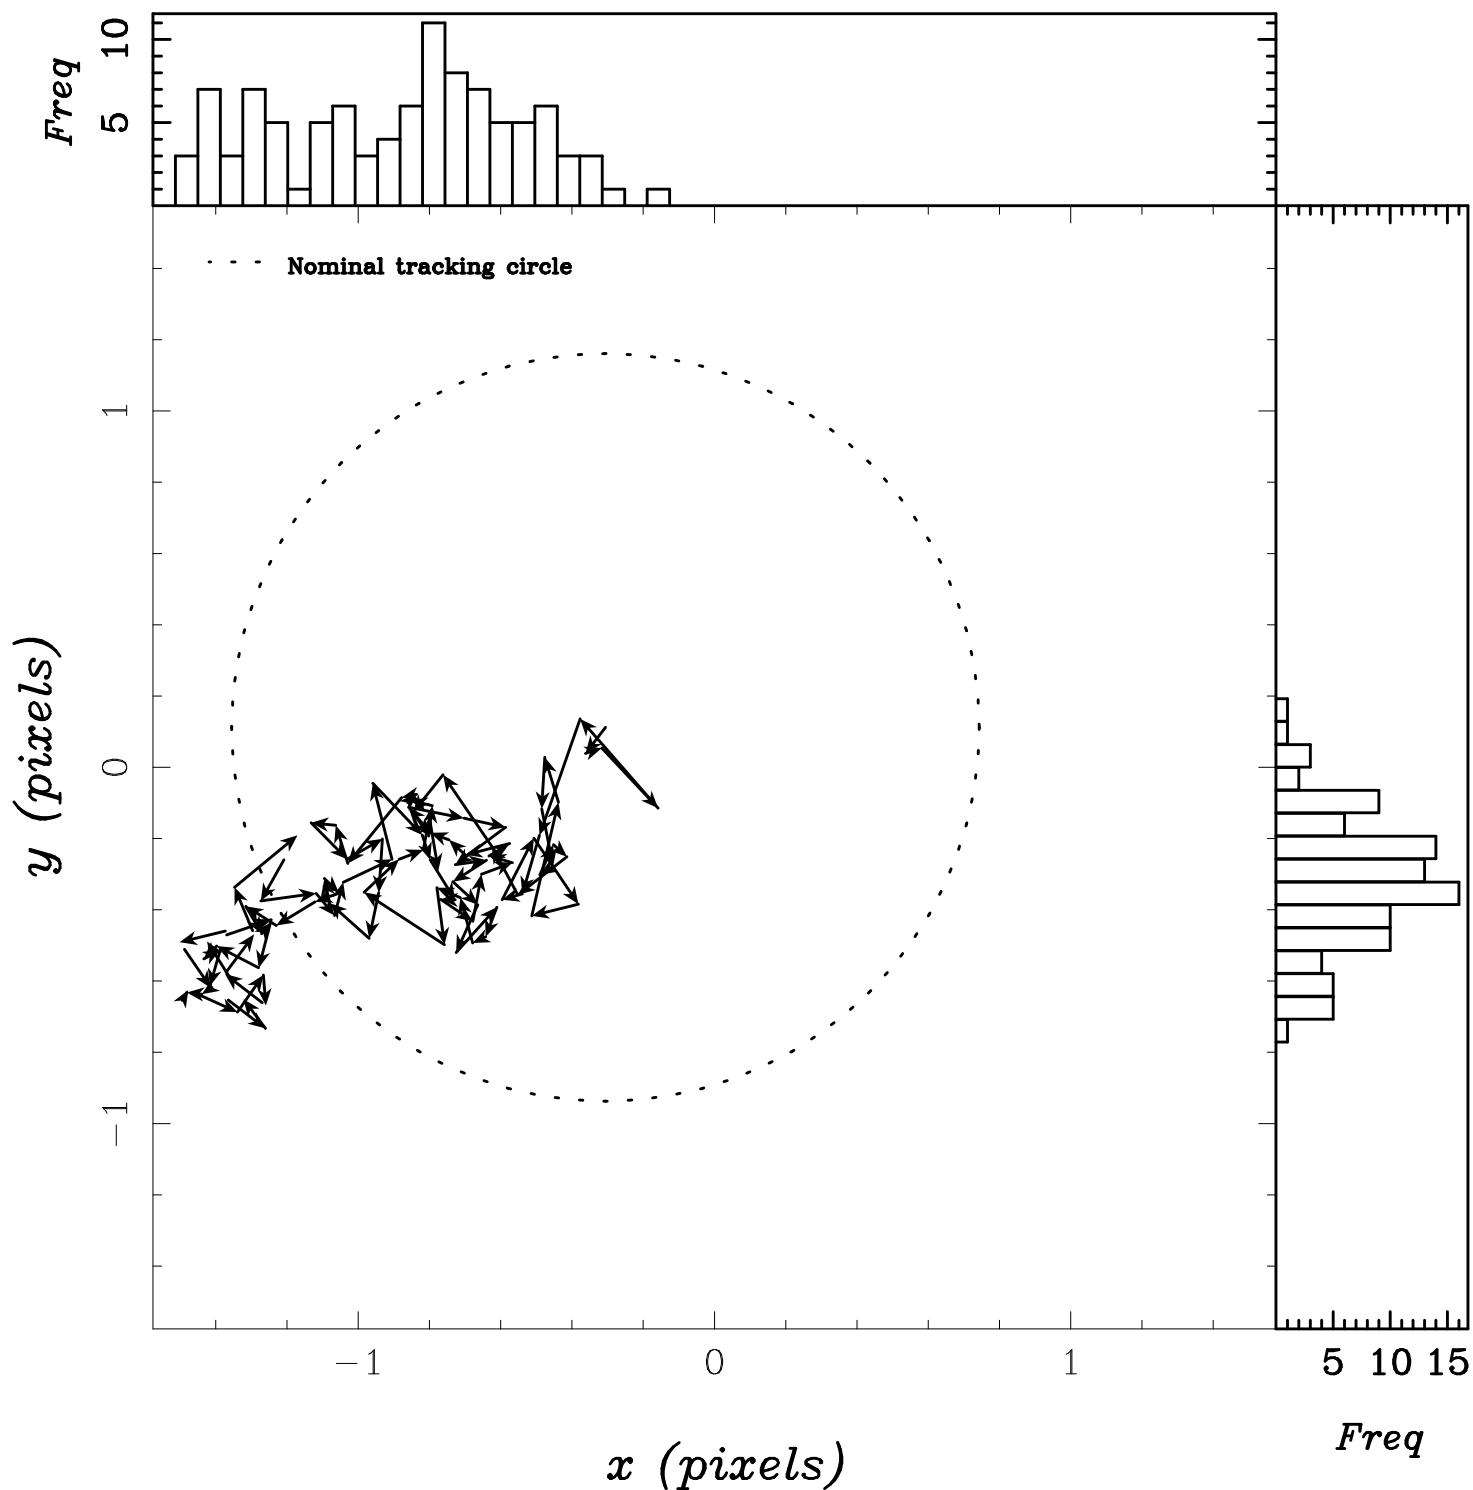 Freq
10
5
Nominal tracking circle
y (pixels)
1
0
−1
−1 0 1
x (pixels)
5 10 15
Freq